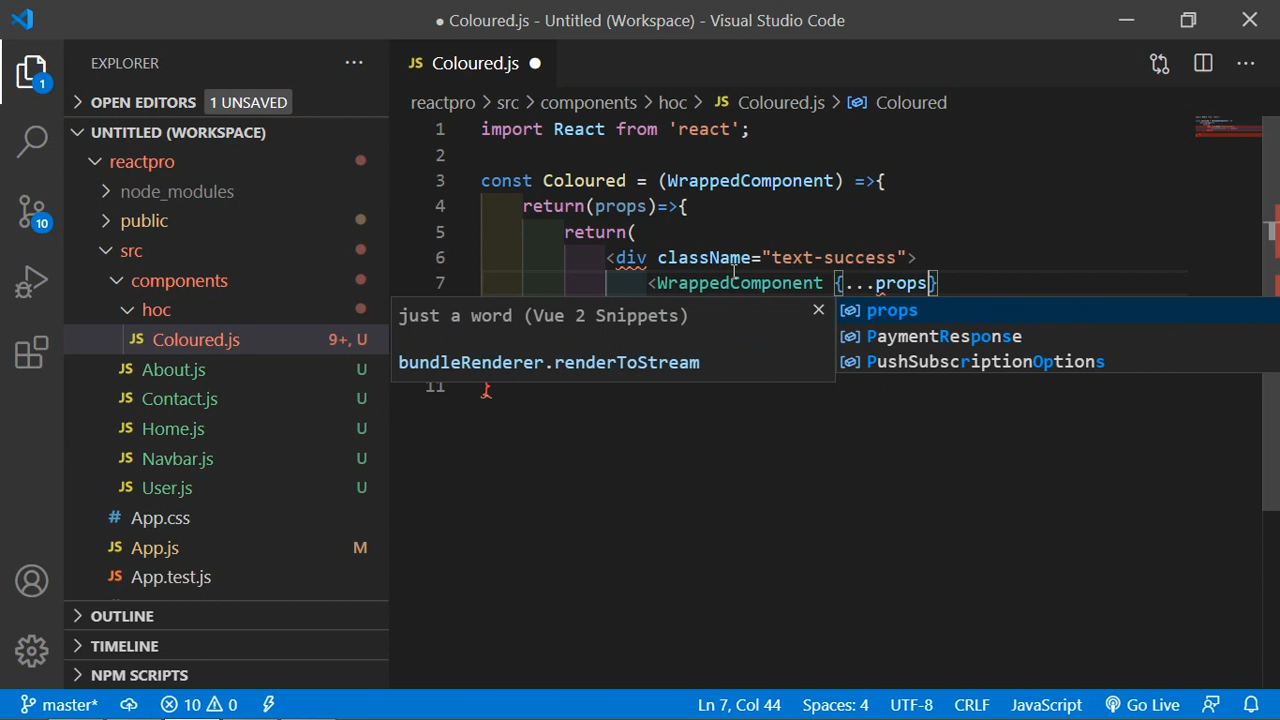 ● Coloured.js - Untitled (Workspace) - Visual Studio Code
EXPLORER
1
OPEN EDITORS 1 UNSAVED
UNTITLED (WORKSPACE)
reactpro
node_modules
public
src
components
hoc
JS Coloured.js 9+, U
JS About.js U
JS Contact.js U
JS Home.js U
JS Navbar.js U
JS User.js U
# App.css
JS App.js M
JS App.test.js
OUTLINE
TIMELINE
NPM SCRIPTS
10
JS Coloured.js
reactpro > src > components > hoc > JS Coloured.js > Coloured
1 import React from 'react';
2
3 const Coloured = (WrappedComponent) =>{
4 return(props)=>{
5 return(
6 <div className="text-success">
7 <WrappedComponent {...props}
just a word (Vue 2 Snippets)
bundleRenderer.renderToStream
props
PaymentResponse
PushSubscriptionOptions
11 }
master* 10 0 Ln 7, Col 44 Spaces: 4 UTF-8 CRLF JavaScript Go Live